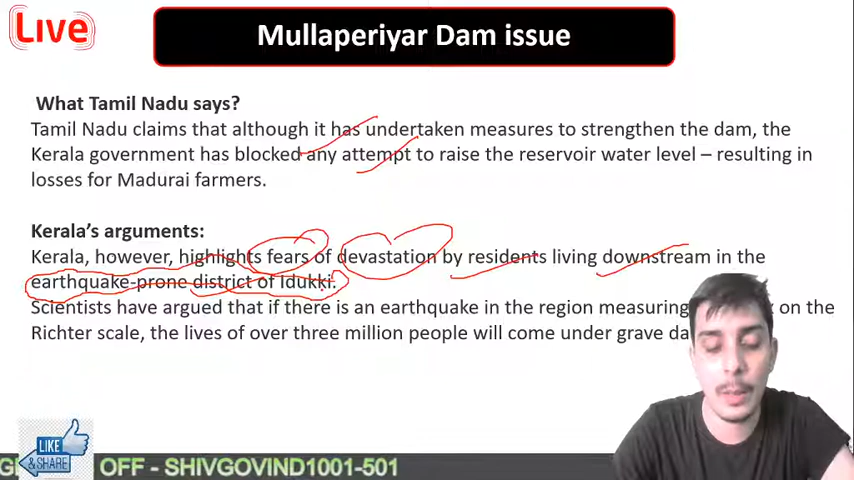 Live
Mullaperiyar Dam issue
What Tamil Nadu says?
Tamil Nadu claims that although it has undertaken measures to strengthen the dam, the
Kerala government has blocked any attempt to raise the reservoir water level – resulting in
losses for Madurai farmers.
Kerala's arguments:
Kerala, however, highlights fears of devastation by residents living downstream in the
earthquake-prone district of Idukki.
Scientists have argued that if there is an earthquake in the region measuring on the
Richter scale, the lives of over three million people will come under grave
LIKE
&SHARE
OFF - SHIVGOVIND1001-501